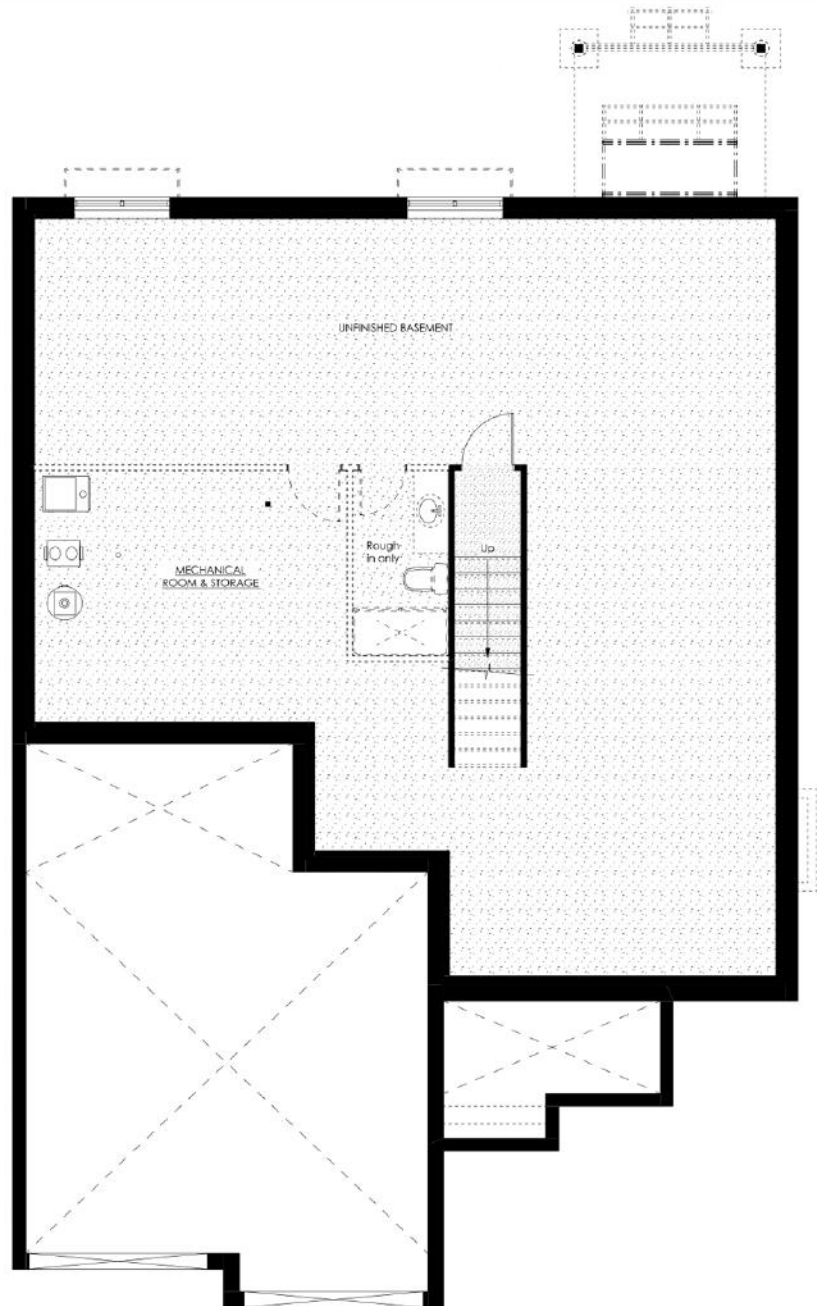 UNFINISHED BASEMENT
Rough-
in only
Up
MECHANICAL
ROOM & STORAGE